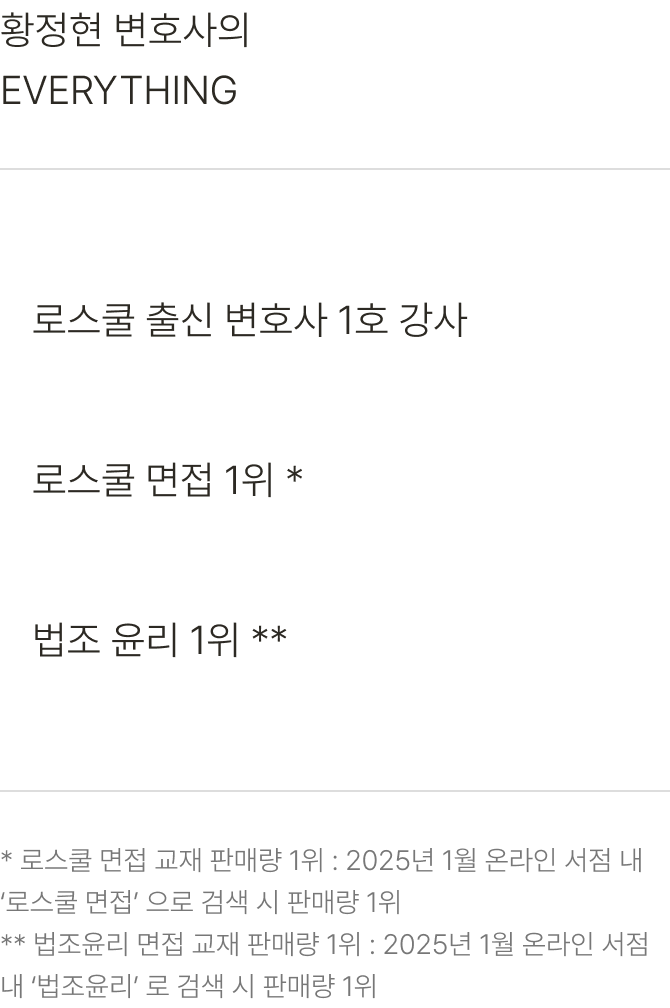 황정현 변호사의
EVERYTHING
로스쿨 출신 변호사 1호 강사
로스쿨 면접 1위 *
법조 윤리 1위 **
* 로스쿨 면접 교재 판매량 1위 : 2025년 1월 온라인 서점 내
‘로스쿨 면접’ 으로 검색 시 판매량 1위
** 법조윤리 면접 교재 판매량 1위 : 2025년 1월 온라인 서점
내 ‘법조윤리’ 로 검색 시 판매량 1위